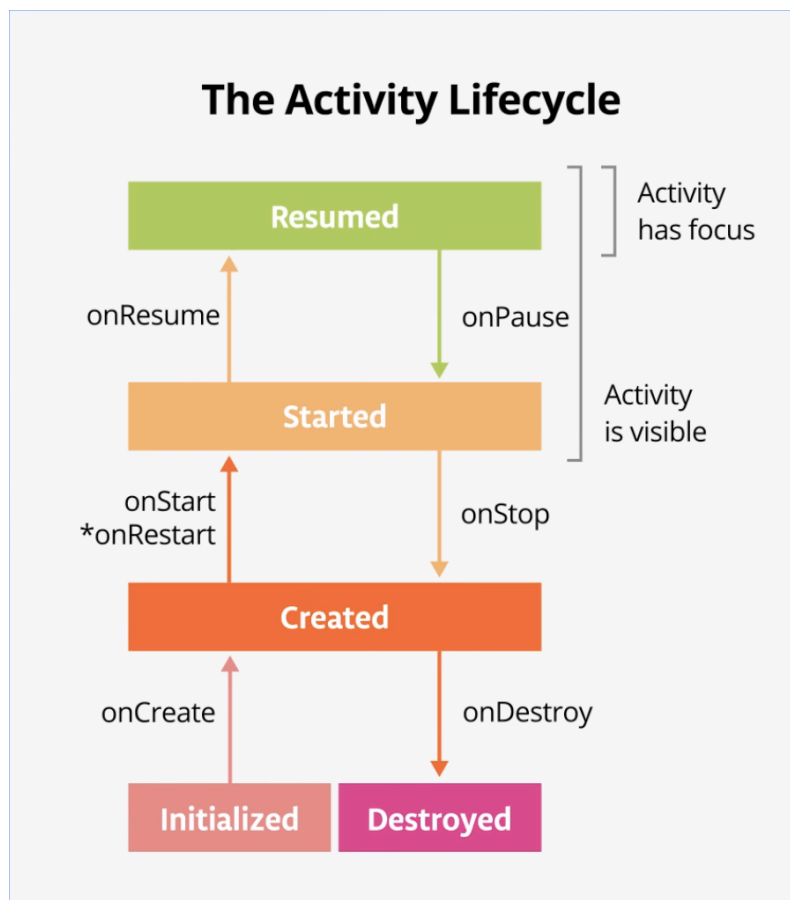 The Activity Lifecycle
Resumed
Activity
has focus
onResume
onPause
Started
Activity
is visible
onStart
*onRestart
onStop
Created
onCreate
onDestroy
Initialized
Destroyed